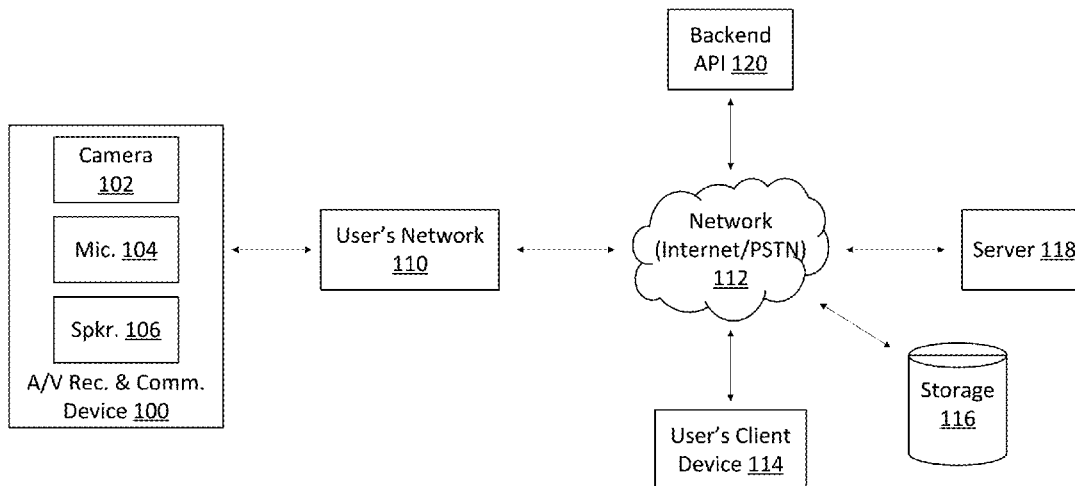 Backend
API 120
Camera
102
Mic. 104
Spkr. 106
A/V Rec. & Comm.
Device 100
User's Network
110
Network
(Internet/PSTN)
112
Server 118
Storage
116
User's Client
Device 114